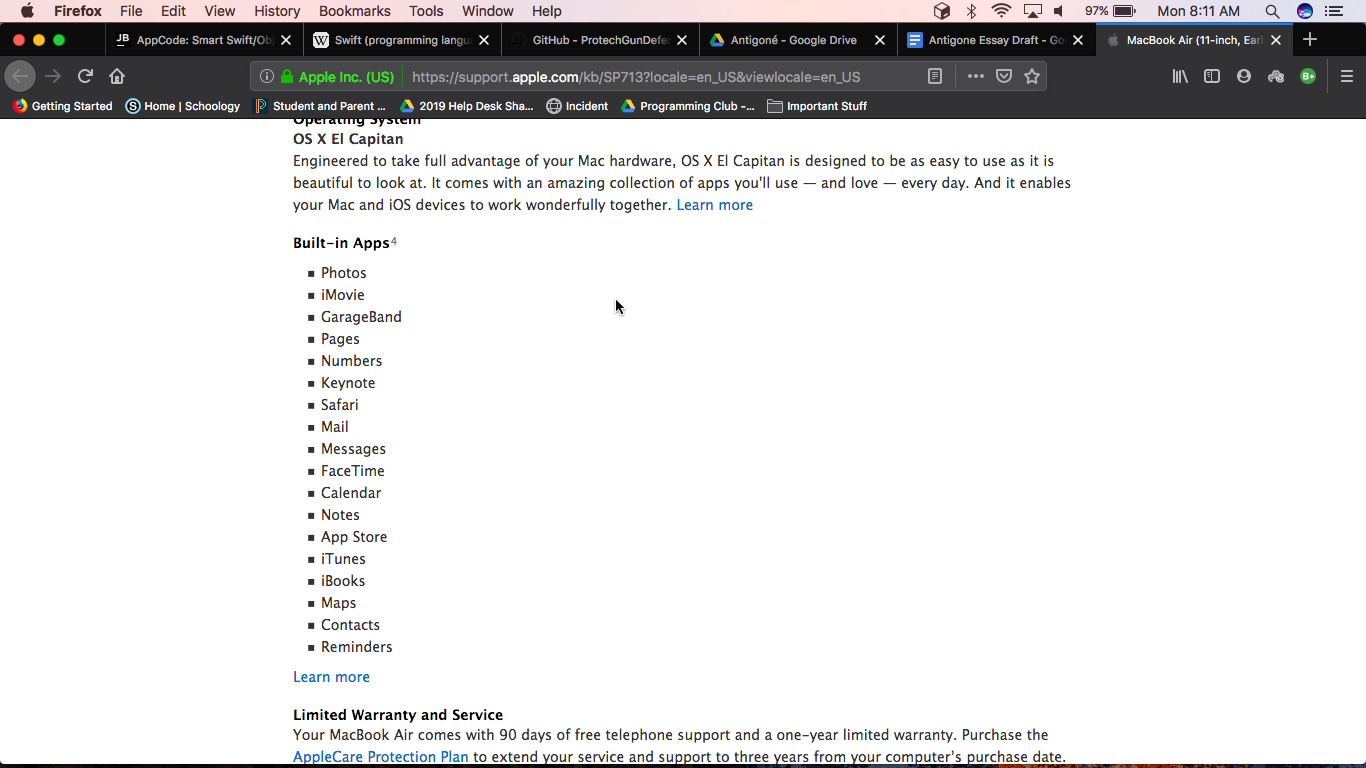 Firefox File Edit View History Bookmarks Tools Window Help 97% Mon 8:11 AM
JB AppCode: Smart Swift/Ob W Swift (programming langu GitHub - ProtechGunDefe Antigoné - Google Drive Antigone Essay Draft - Go MacBook Air (11-inch, Ear
Apple Inc. (US) https://support.apple.com/kb/SP713?locale=en_US&viewlocale=en_US B+
Getting Started S Home | Schoology Student and Parent ... 2019 Help Desk Sha... Incident Programming Club -... Important Stuff
Operating System
OS X El Capitan
Engineered to take full advantage of your Mac hardware, OS X El Capitan is designed to be as easy to use as it is
beautiful to look at. It comes with an amazing collection of apps you'll use — and love — every day. And it enables
your Mac and iOS devices to work wonderfully together. Learn more
Built-in Apps4
Photos
iMovie
GarageBand
Pages
Numbers
Keynote
Safari
Mail
Messages
FaceTime
Calendar
Notes
App Store
iTunes
iBooks
Maps
Contacts
Reminders
Learn more
Limited Warranty and Service
Your MacBook Air comes with 90 days of free telephone support and a one-year limited warranty. Purchase the
AppleCare Protection Plan to extend your service and support to three years from your computer's purchase date.